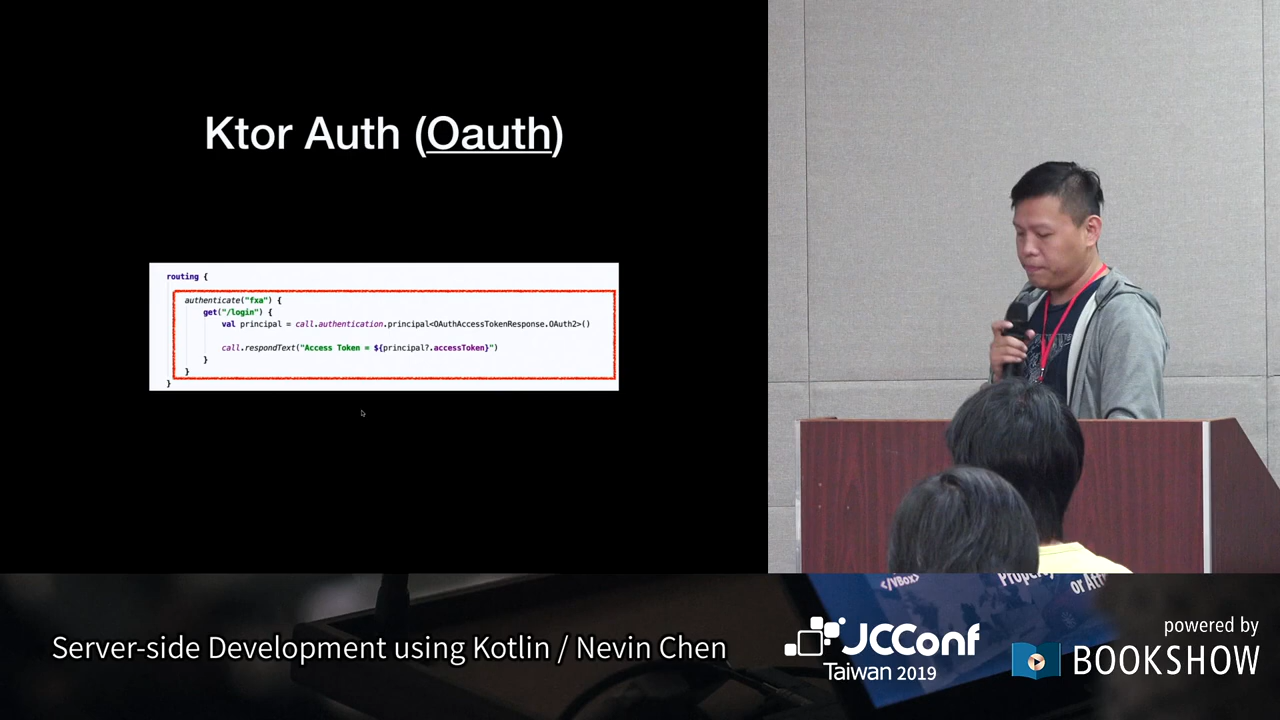 Ktor Auth (Oauth)
routing {
authenticate("fxa") {
get("/login") {
val principal = call.authentication.principal<OAuthAccessTokenResponse.OAuth2>()
call.respondText("Access Token = ${principal?.accessToken}")
}
}
}
</VBox>
Server-side Development using Kotlin / Nevin Chen
JCConf
Taiwan 2019
powered by
BOOKSHOW